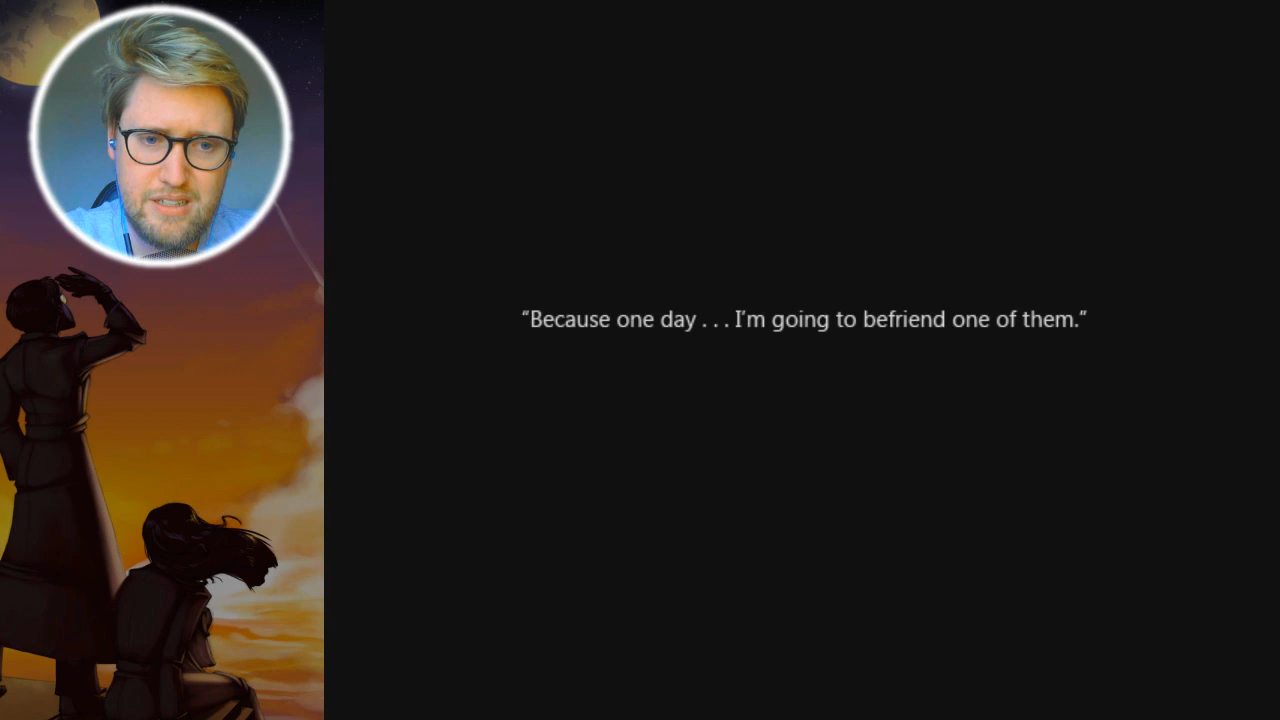 “Because one day . . . I’m going to befriend one of them.”